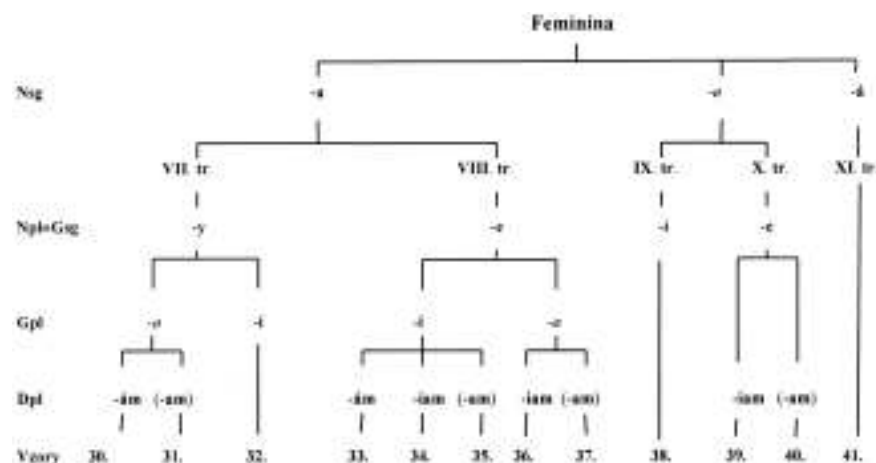 Feminina
Nsg -a -ø -á
VII. tr. VIII. tr. IX. tr. X. tr. XI. tr
Npl=Gsg -y -e -i -e
Gpl -ø -í -í -ø
Dpl -ám (-am) -ám -iam (-am) -iam (-am) -iam (-am)
Vzory 30. 31. 32. 33. 34. 35. 36. 37. 38. 39. 40. 41.